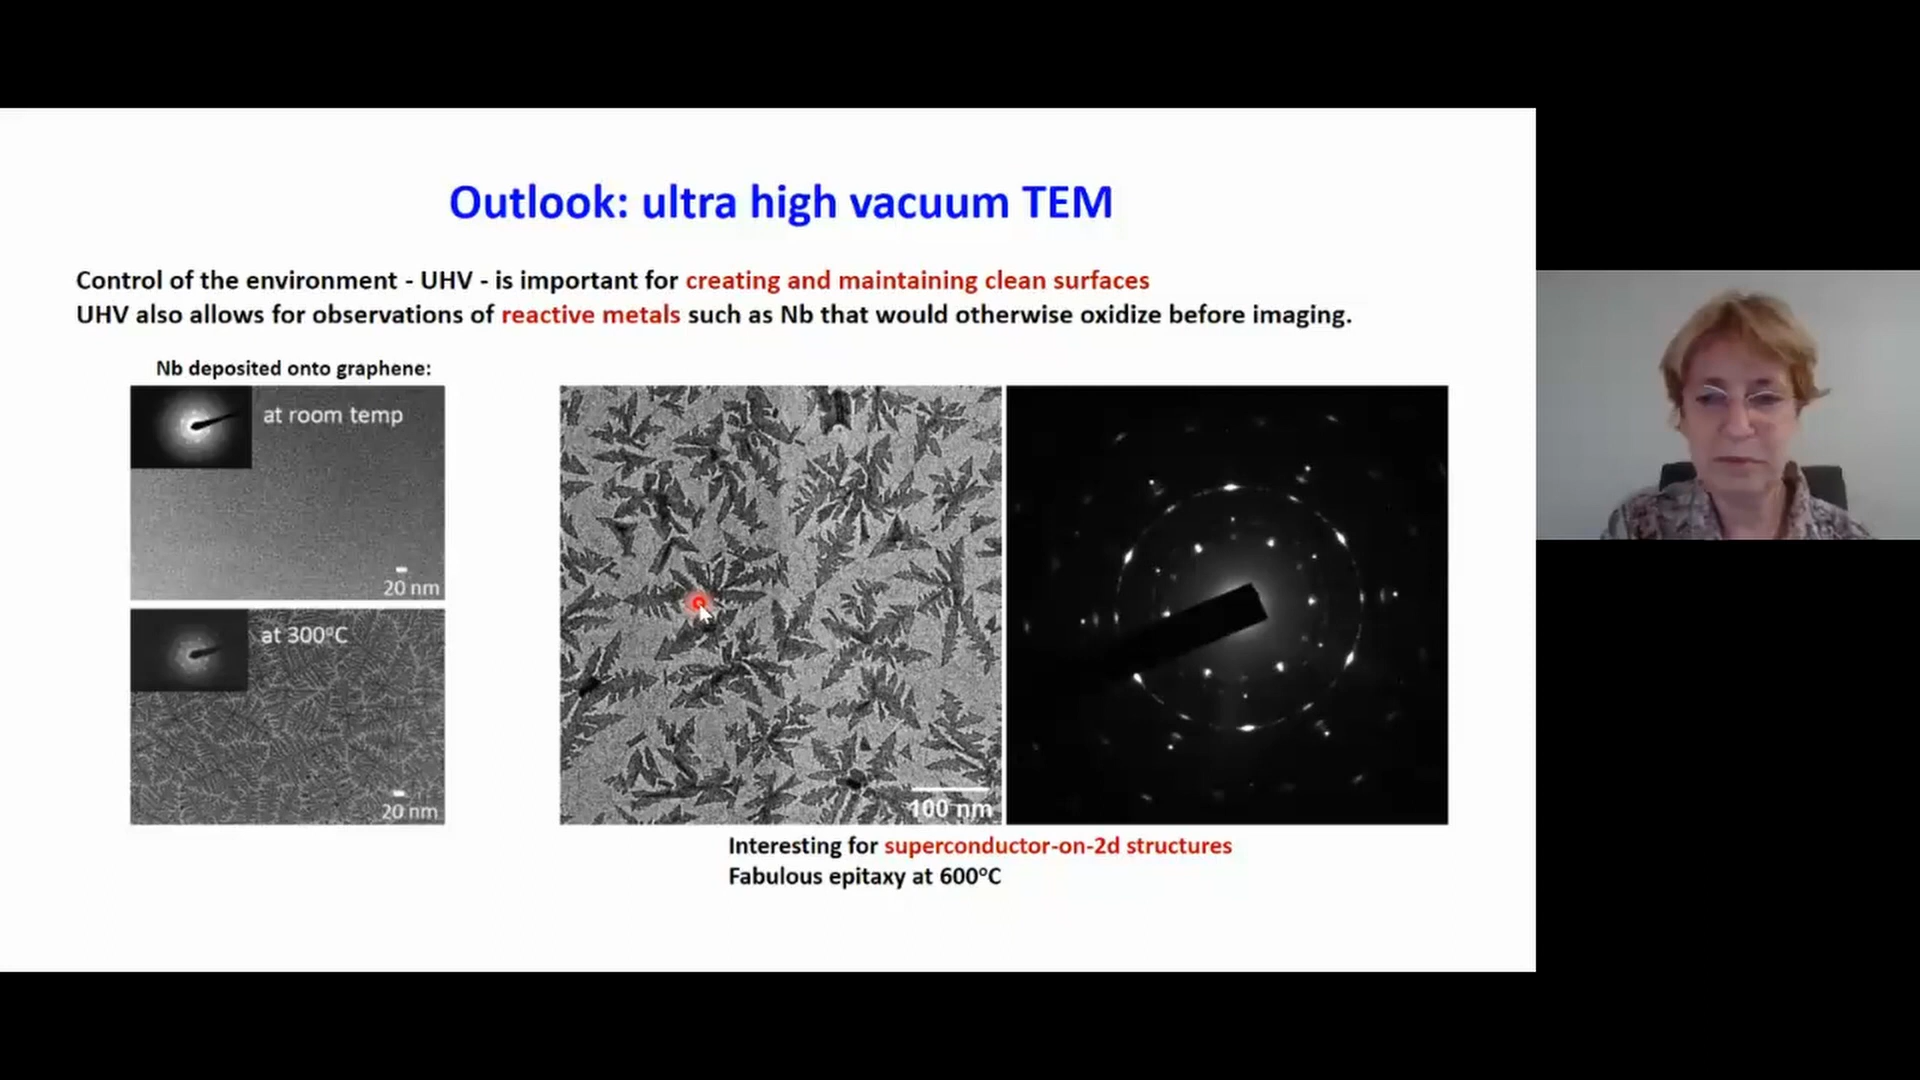 Outlook: ultra high vacuum TEM
Control of the environment - UHV - is important for creating and maintaining clean surfaces
UHV also allows for observations of reactive metals such as Nb that would otherwise oxidize before imaging.
Nb deposited onto graphene:
at room temp
20 nm
at 300°C
20 nm
100 nm
Interesting for superconductor-on-2d structures
Fabulous epitaxy at 600°C